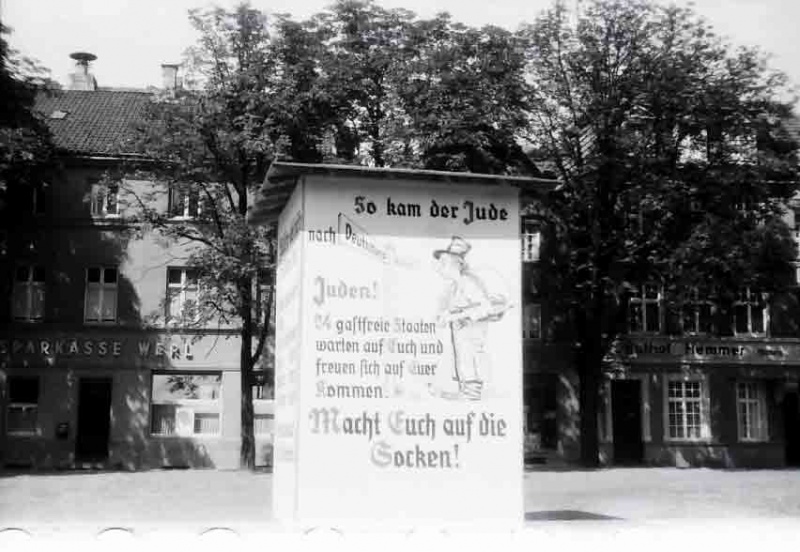 So kam der Jude
nach
Juden!
gastfreie Staaten
warten auf Euch und
freuen sich auf Euer
Kommen.
Macht Euch auf die
Socken!
SPARKASSE WERL
Gasthof Hemmer